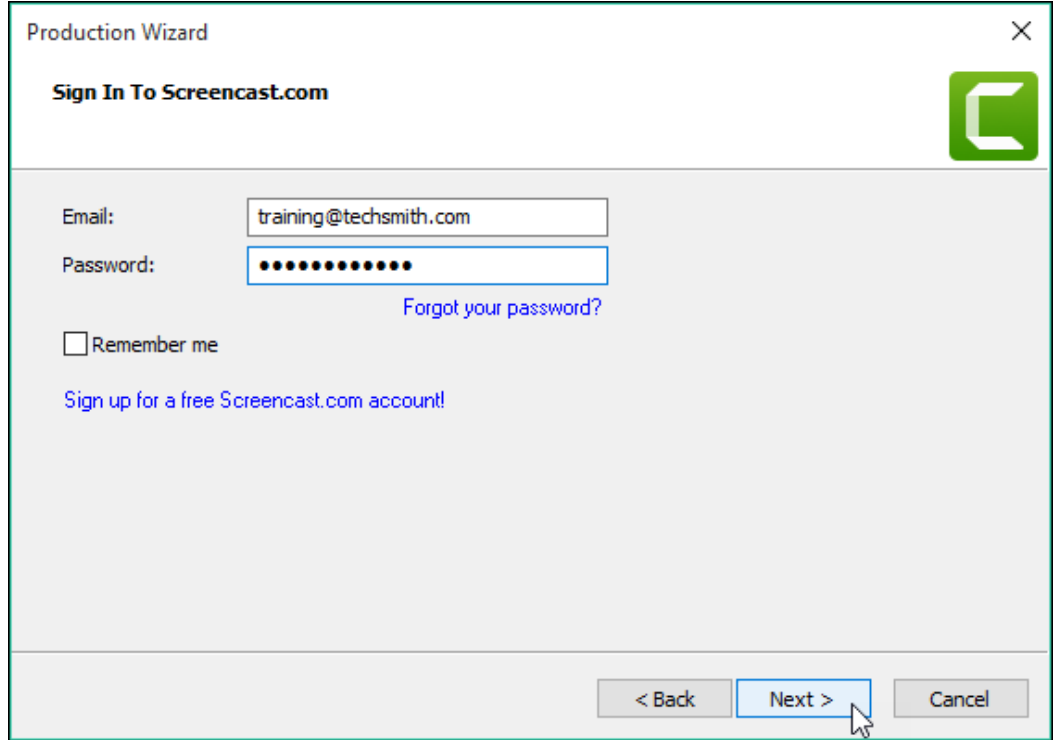 Production Wizard
Sign In To Screencast.com
Email: training@techsmith.com
Password: ●●●●●●●●●●●●
Forgot your password?
Remember me
Sign up for a free Screencast.com account!
< Back Next > Cancel